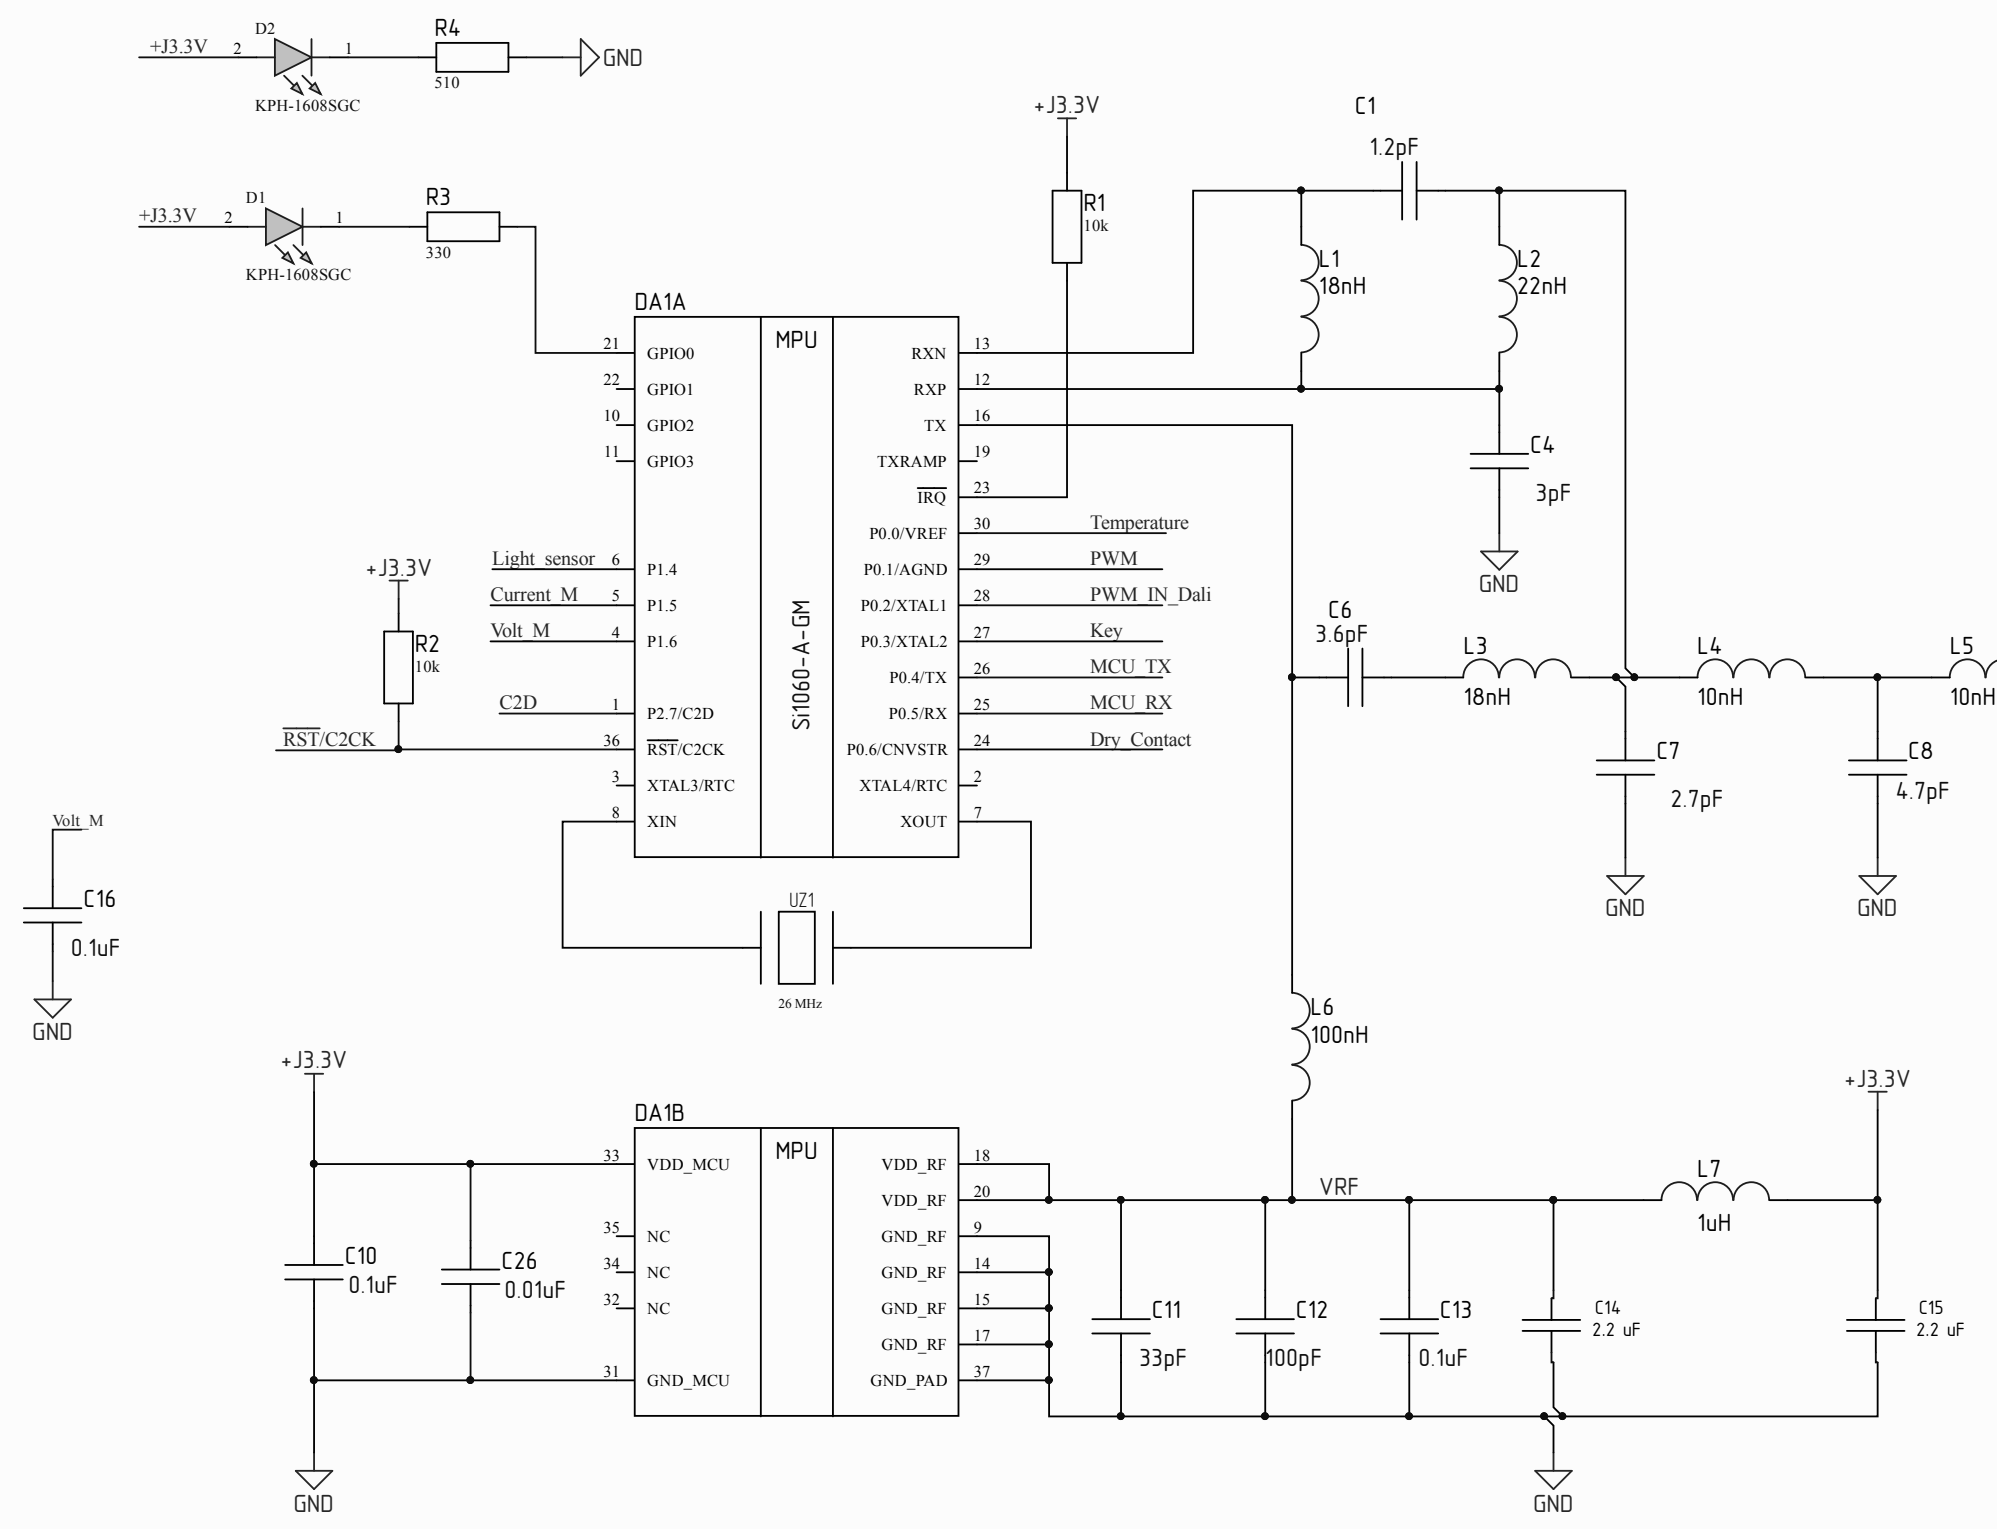 D2
+J3.3V 2 1
KPH-1608SGC
R4
510
GND
D1
+J3.3V 2 1
KPH-1608SGC
R3
330
+J3.3V
R1
10k
C1
1.2pF
L1
18nH
L2
22nH
C4
3pF
GND
DA1A
MPU
Si1060-A-GM
21 GPIO0
22 GPIO1
10 GPIO2
11 GPIO3
Light_sensor 6 P1.4
Current_M 5 P1.5
Volt_M 4 P1.6
C2D 1 P2.7/C2D
RST/C2CK 36 RST/C2CK
3 XTAL3/RTC
8 XIN
RXN 13
RXP 12
TX 16
TXRAMP 19
IRQ 23
P0.0/VREF 30 Temperature
P0.1/AGND 29 PWM
P0.2/XTAL1 28 PWM_IN_Dali
P0.3/XTAL2 27 Key
P0.4/TX 26 MCU_TX
P0.5/RX 25 MCU_RX
P0.6/CNVSTR 24 Dry_Contact
XTAL4/RTC 2
XOUT 7
+J3.3V
R2
10k
UZ1
26 MHz
C6
3.6pF
L3
18nH
L4
10nH
L5
10nH
C7
2.7pF
GND
C8
4.7pF
GND
Volt_M
C16
0.1uF
GND
L6
100nH
+J3.3V
C10
0.1uF
C26
0.01uF
GND
DA1B
MPU
33 VDD_MCU
35 NC
34 NC
32 NC
31 GND_MCU
VDD_RF 18
VDD_RF 20
GND_RF 9
GND_RF 14
GND_RF 15
GND_RF 17
GND_PAD 37
VRF
L7
1uH
+J3.3V
C11
33pF
C12
100pF
C13
0.1uF
C14
2.2 uF
C15
2.2 uF
GND